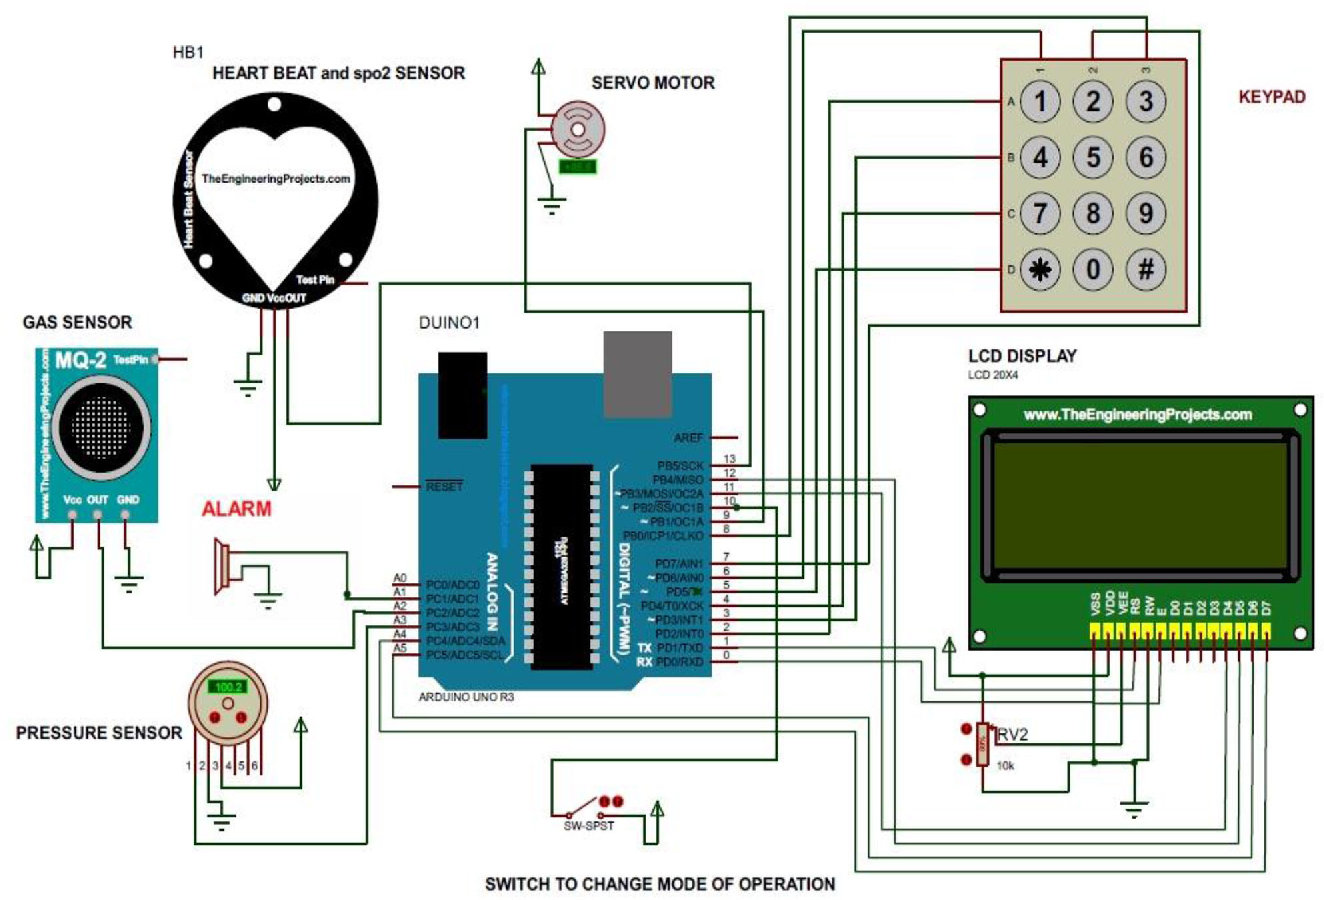 HB1
HEART BEAT and spo2 SENSOR
Heart Beat Sensor
TheEngineeringProjects.com
Test Pin
GND Vcc OUT
SERVO MOTOR
KEYPAD
1 2 3
A 1 2 3
B 4 5 6
C 7 8 9
D * 0 #
GAS SENSOR
www.TheEngineeringProjects.com
MQ-2 TestPin
Vcc OUT GND
ALARM
DUINO1
RESET
AREF
PB5/SCK 13
PB4/MISO 12
~PB3/MOSI/OC2A 11
~ PB2/SS/OC1B 10
~ PB1/OC1A 9
PB0/ICP1/CLKO 8
PD7/AIN1 7
~PD6/AIN0 6
~ PD5/ 5
PD4/T0/XCK 4
~PD3/INT1 3
PD2/INT0 2
TX PD1/TXD 1
RX PD0/RXD 0
DIGITAL (~PWM)
ANALOG IN
A0 PC0/ADC0
A1 PC1/ADC1
A2 PC2/ADC2
A3 PC3/ADC3
A4 PC4/ADC4/SDA
A5 PC5/ADC5/SCL
ARDUINO UNO R3
LCD DISPLAY
LCD 20X4
www.TheEngineeringProjects.com
VSS VDD VEE RS RW E D0 D1 D2 D3 D4 D5 D6 D7
RV2
10k
PRESSURE SENSOR
100.2
1 2 3 4 5 6
SW-SPST
SWITCH TO CHANGE MODE OF OPERATION